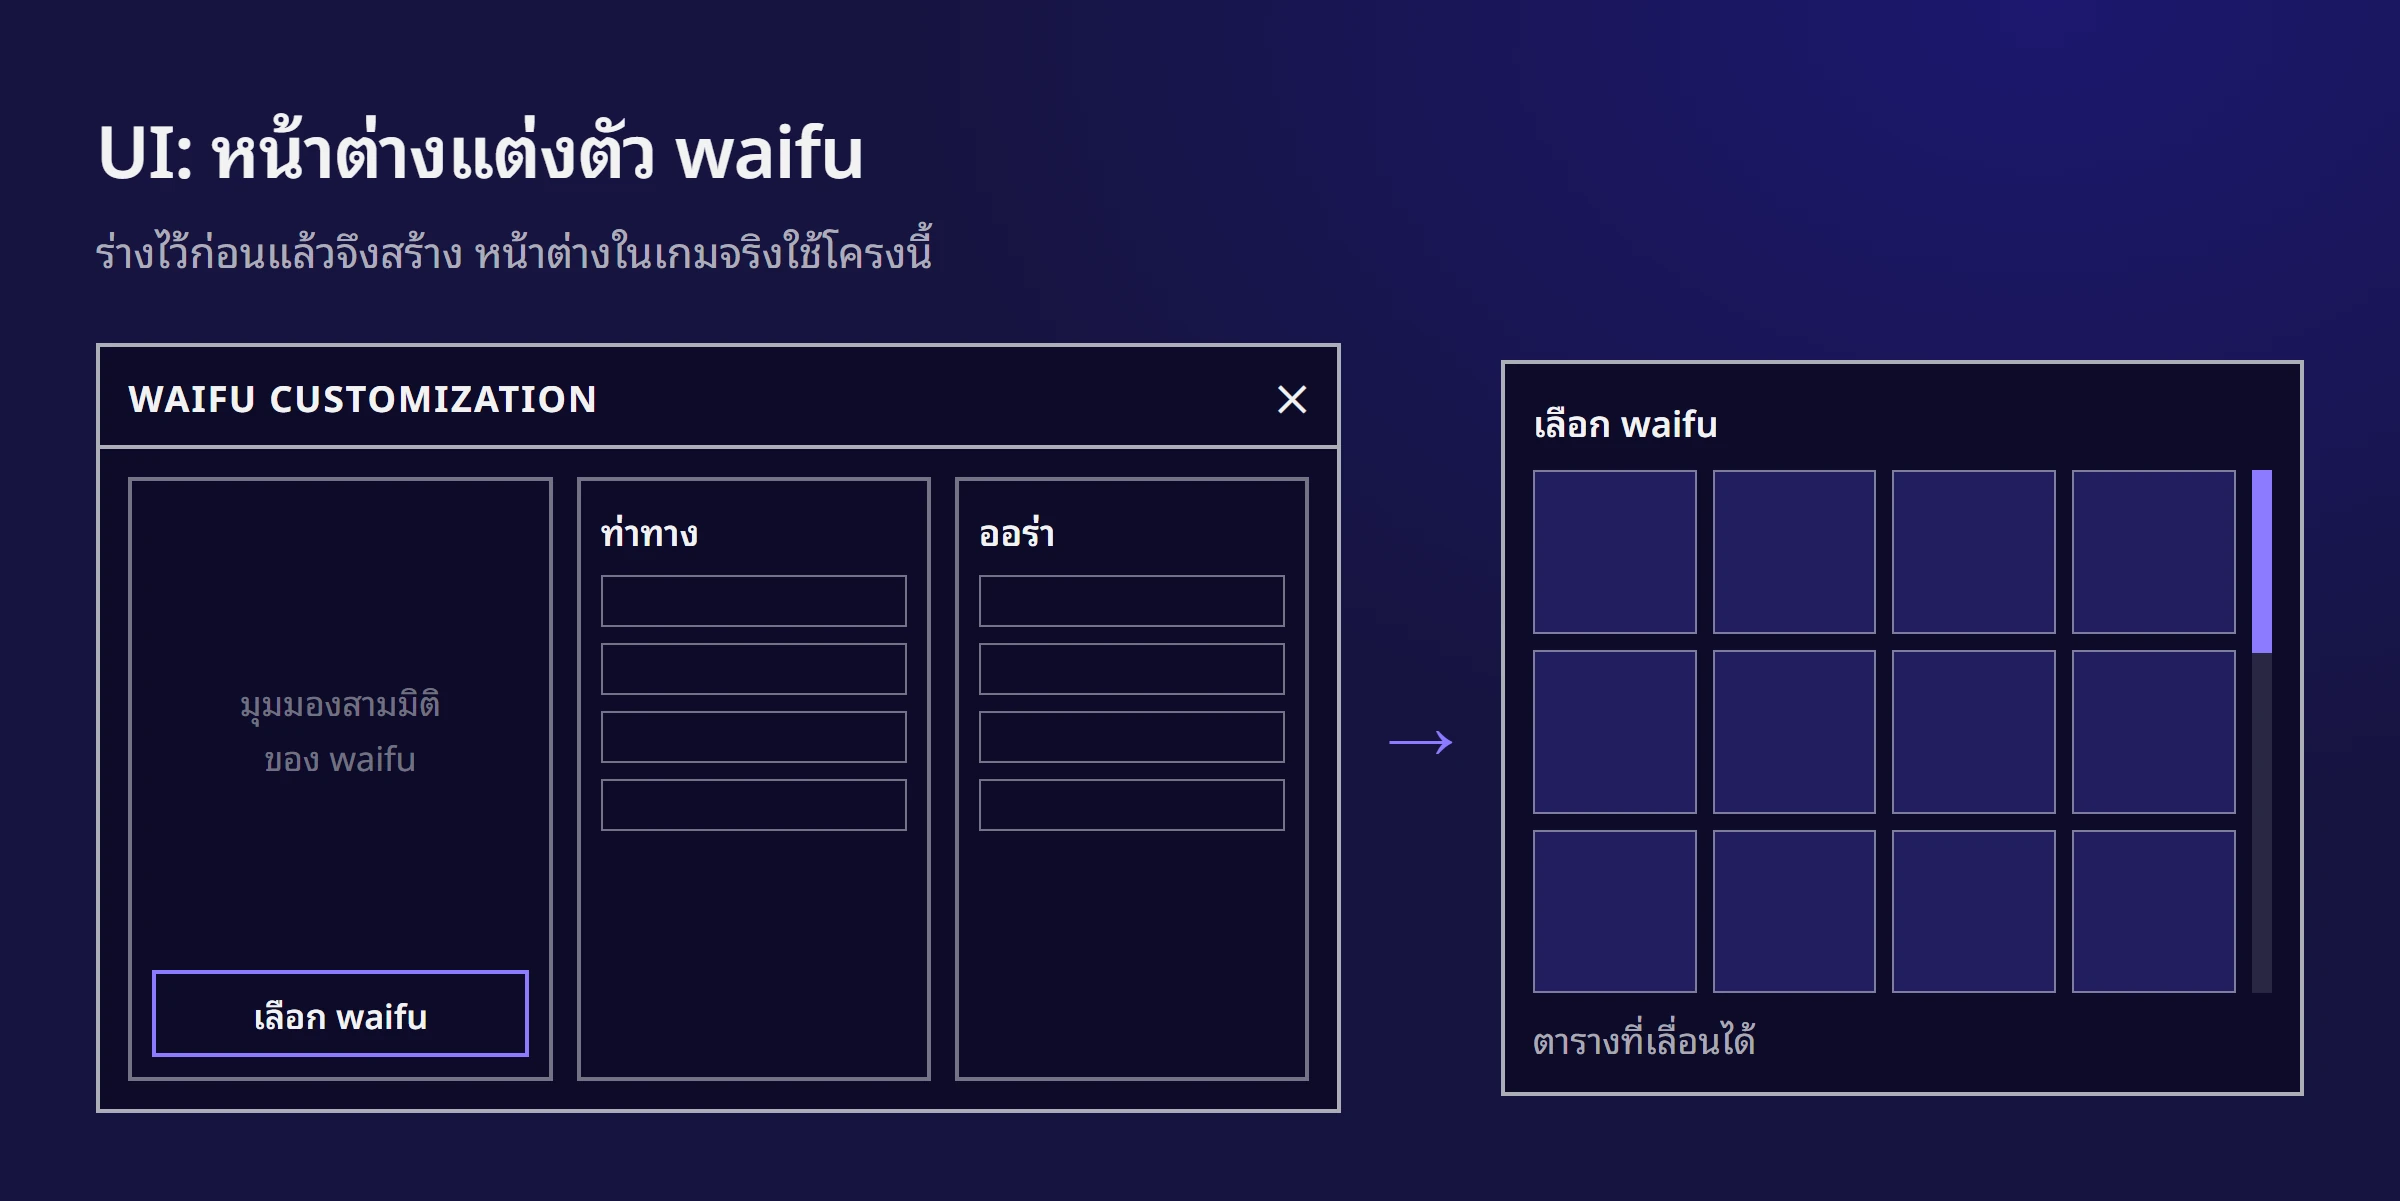 UI: หน้าต่างแต่งตัว waifu
ร่างไว้ก่อนแล้วจึงสร้าง หน้าต่างในเกมจริงใช้โครงนี้
WAIFU CUSTOMIZATION
มุมมองสามมิติ
ของ waifu
เลือก waifu
ท่าทาง
ออร่า
→
เลือก waifu
ตารางที่เลื่อนได้